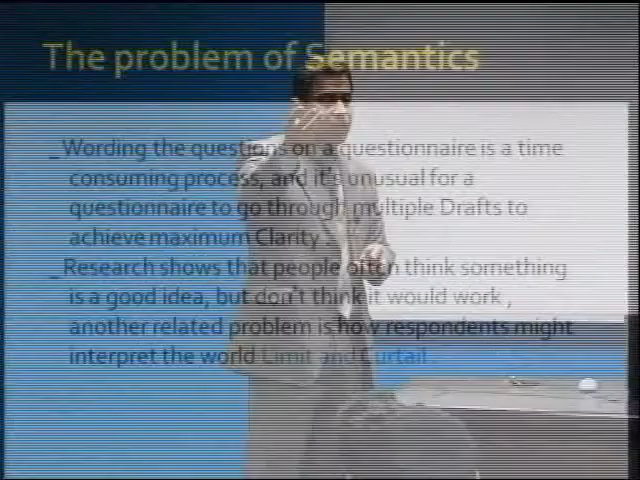 The problem of Semantics
_Wording the questions on a questionnaire is a time
consuming process, and it's unusual for a
questionnaire to go through multiple Drafts to
achieve maximum Clarity .
_Research shows that people often think something
is a good idea, but don't think it would work ,
another related problem is how respondents might
interpret the world Limit and Curtail .